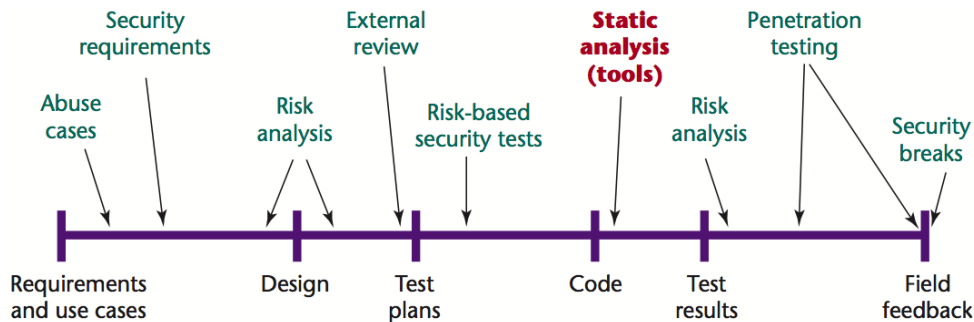 Security
requirements
External
review
Static
analysis
(tools)
Penetration
testing
Abuse
cases
Risk
analysis
Risk-based
security tests
Risk
analysis
Security
breaks
Requirements
and use cases
Design
Test
plans
Code
Test
results
Field
feedback